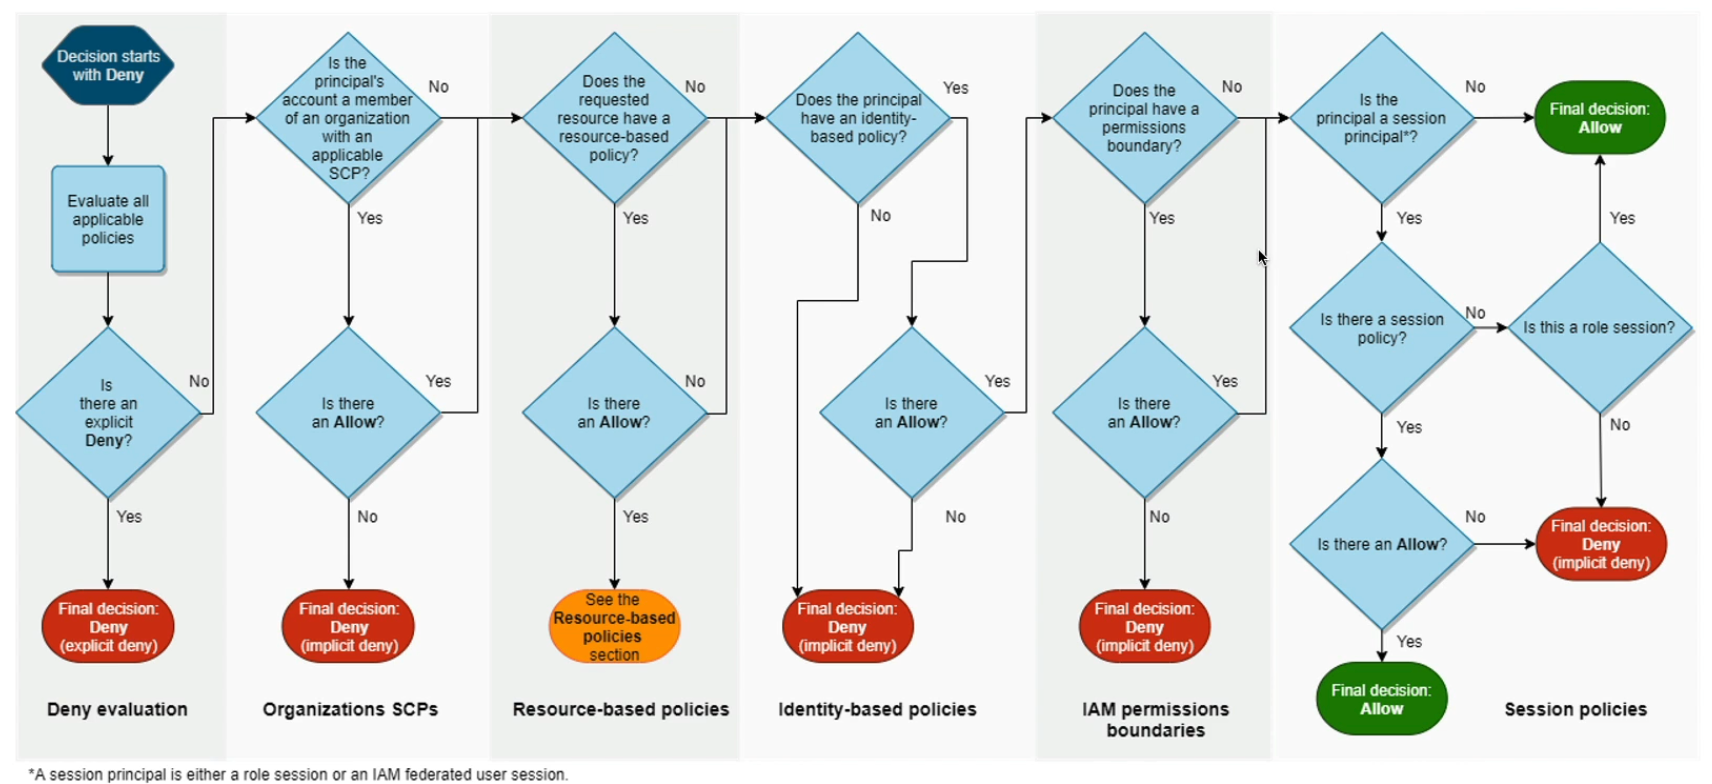 Decision starts
with Deny
Evaluate all
applicable
policies
Is
there an
explicit
Deny?
No
Yes
Final decision:
Deny
(explicit deny)
Deny evaluation
Is the
principal's
account a member
of an organization
with an
applicable
SCP?
No
Yes
Is there
an Allow?
Yes
No
Final decision:
Deny
(implicit deny)
Organizations SCPs
Does the
requested
resource have a
resource-based
policy?
No
Yes
Is there
an Allow?
No
Yes
See the
Resource-based
policies
section
Resource-based policies
Does the principal
have an identity-
based policy?
Yes
No
Is there
an Allow?
Yes
No
Final decision:
Deny
(implicit deny)
Identity-based policies
Does the
principal have a
permissions
boundary?
No
Yes
Is there
an Allow?
Yes
No
Final decision:
Deny
(implicit deny)
IAM permissions
boundaries
Is the
principal a session
principal*?
No
Final decision:
Allow
Yes
Yes
Is there a session
policy?
No
Is this a role session?
Yes
No
Is there an Allow?
No
Final decision:
Deny
(implicit deny)
Yes
Final decision:
Allow
Session policies
*A session principal is either a role session or an IAM federated user session.